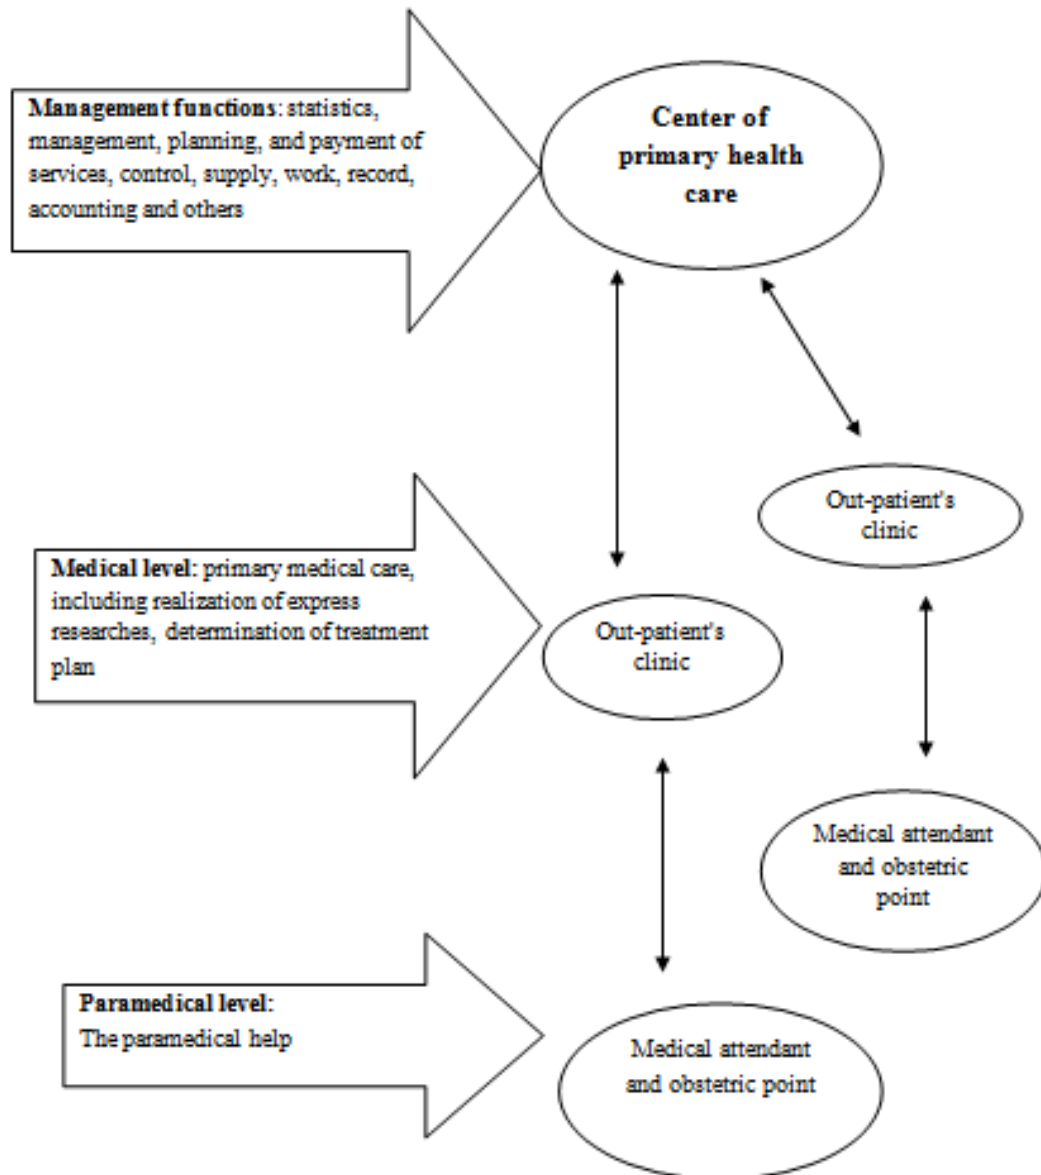 Management functions: statistics,
management, planning, and payment of
services, control, supply, work, record,
accounting and others
Center of
primary health
care
Out-patient's
clinic
Medical level: primary medical care,
including realization of express
researches, determination of treatment
plan
Out-patient's
clinic
Medical attendant
and obstetric
point
Paramedical level:
The paramedical help
Medical attendant
and obstetric point